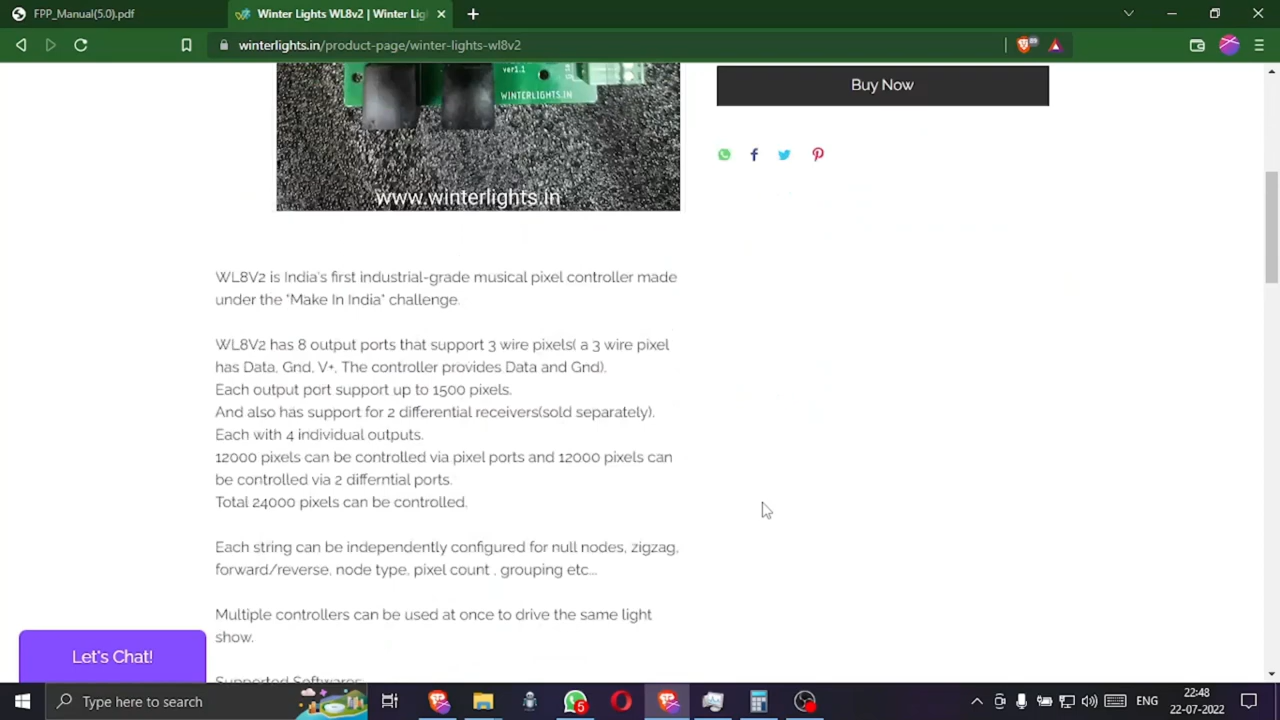 FPP_Manual(5.0).pdf
Winter Lights WL8v2 | Winter Lig
winterlights.in/product-page/winter-lights-wl8v2
ver1.1
WINTERLIGHTS.IN
www.winterlights.in
Buy Now
WL8V2 is India's first industrial-grade musical pixel controller made
under the "Make In India" challenge.
WL8V2 has 8 output ports that support 3 wire pixels( a 3 wire pixel
has Data, Gnd, V+, The controller provides Data and Gnd).
Each output port support up to 1500 pixels.
And also has support for 2 differential receivers(sold separately).
Each with 4 individual outputs.
12000 pixels can be controlled via pixel ports and 12000 pixels can
be controlled via 2 differntial ports.
Total 24000 pixels can be controlled.
Each string can be independently configured for null nodes, zigzag,
forward/reverse, node type, pixel count , grouping etc...
Multiple controllers can be used at once to drive the same light
show.
Supported Softwares:
Let's Chat!
Type here to search
5
ENG
22:48
22-07-2022